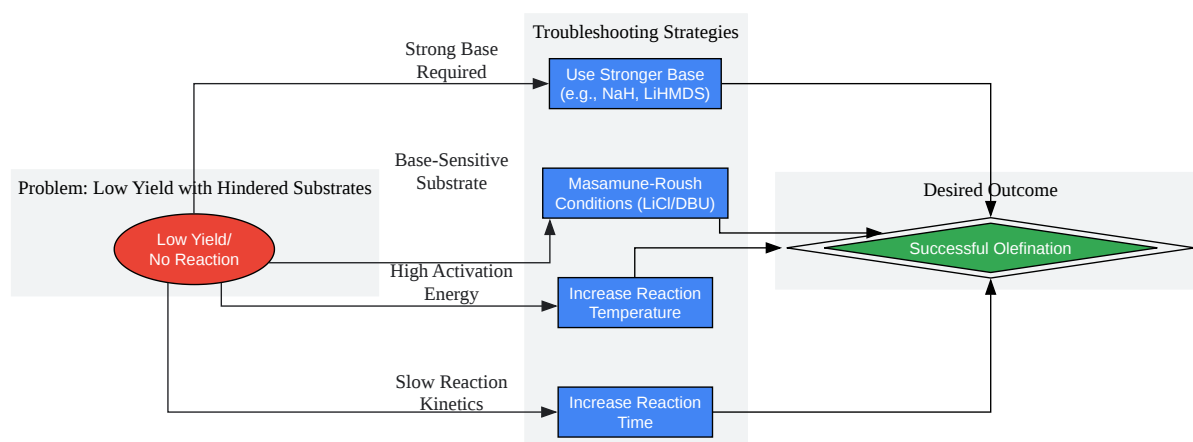 Troubleshooting Strategies
Strong Base
Required
Use Stronger Base
(e.g., NaH, LiHMDS)
Base-Sensitive
Substrate
Masamune-Roush
Conditions (LiCl/DBU)
Problem: Low Yield with Hindered Substrates
Desired Outcome
Low Yield/
No Reaction
Successful Olefination
High Activation
Energy
Increase Reaction
Temperature
Slow Reaction
Kinetics
Increase Reaction
Time